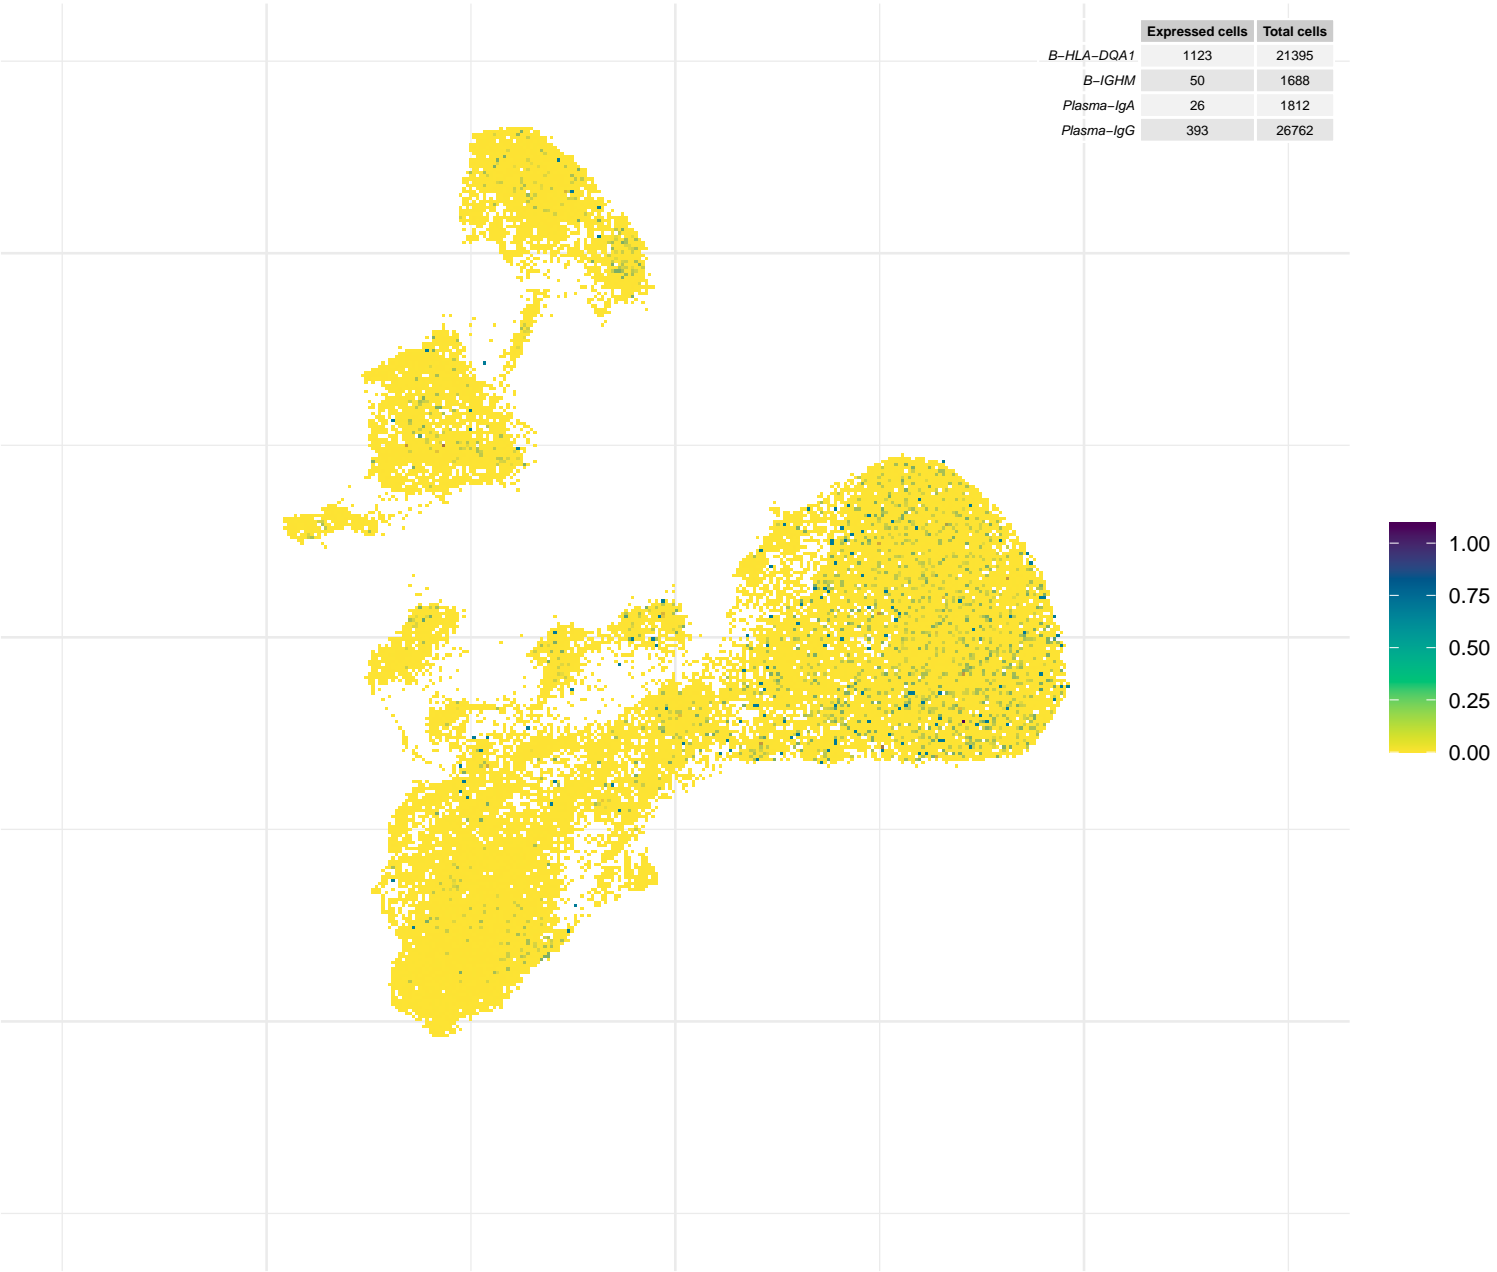 Expressed cells Total cells
B−HLA−DQA1 1123 21395
B−IGHM 50 1688
Plasma−IgA 26 1812
Plasma−IgG 393 26762
1.00
0.75
0.50
0.25
0.00